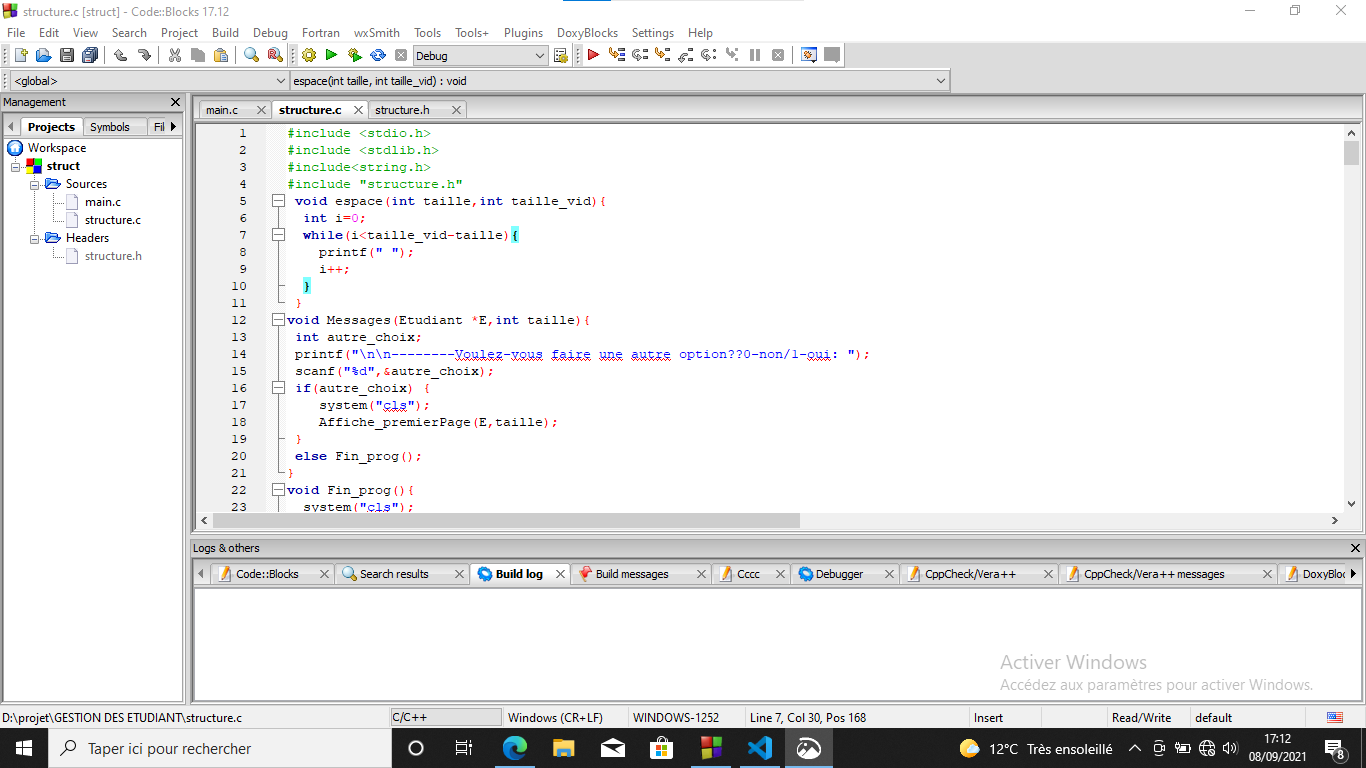 structure.c [struct] - Code::Blocks 17.12
File Edit View Search Project Build Debug Fortran wxSmith Tools Tools+ Plugins DoxyBlocks Settings Help
Debug
<global> espace(int taille, int taille_vid) : void
Management
Projects Symbols Fil
Workspace
struct
Sources
main.c
structure.c
Headers
structure.h
main.c structure.c structure.h
1 #include <stdio.h>
2 #include <stdlib.h>
3 #include<string.h>
4 #include "structure.h"
5 void espace(int taille,int taille_vid){
6 int i=0;
7 while(i<taille_vid-taille){
8 printf(" ");
9 i++;
10 }
11 }
12 void Messages(Etudiant *E,int taille){
13 int autre_choix;
14 printf("\n\n--------Voulez-vous faire une autre option??0-non/1-oui: ");
15 scanf("%d",&autre_choix);
16 if(autre_choix) {
17 system("cls");
18 Affiche_premierPage(E,taille);
19 }
20 else Fin_prog();
21 }
22 void Fin_prog(){
23 system("cls");
Logs & others
Code::Blocks Search results Build log Build messages Cccc Debugger CppCheck/Vera++ CppCheck/Vera++ messages DoxyBloc
Activer Windows
Accédez aux paramètres pour activer Windows.
D:\projet\GESTION DES ETUDIANT\structure.c C/C++ Windows (CR+LF) WINDOWS-1252 Line 7, Col 30, Pos 168 Insert Read/Write default
Taper ici pour rechercher
12°C Très ensoleillé
17:12
08/09/2021
8